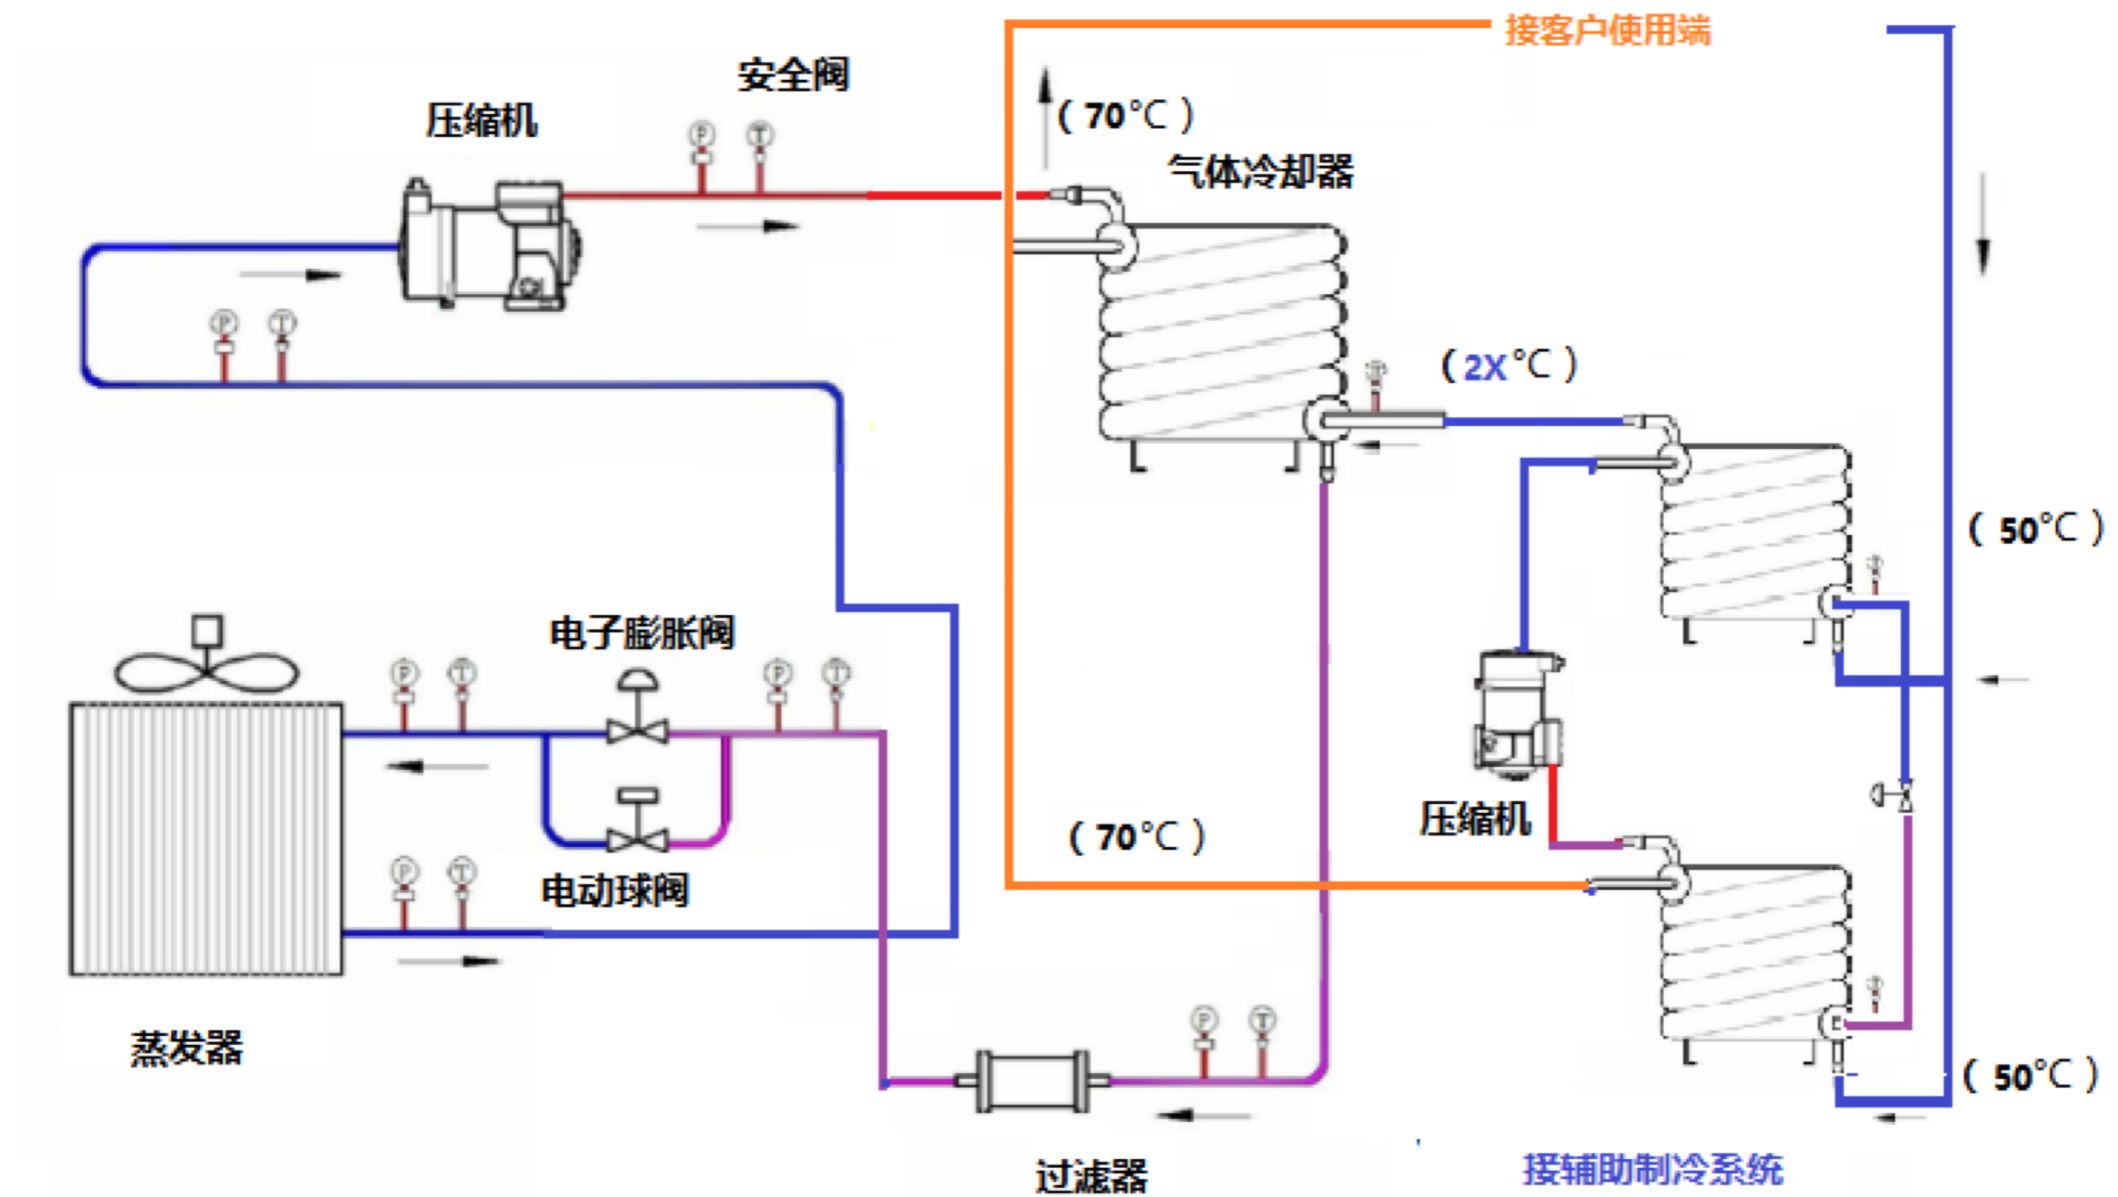 接客户使用端
安全阀
压缩机
P
T
(70°C)
气体冷却器
P
T
(2X°C)
(50°C)
电子膨胀阀
P
T
P
T
压缩机
(70°C)
P
T
电动球阀
P
T
(50°C)
蒸发器
过滤器
接辅助制冷系统